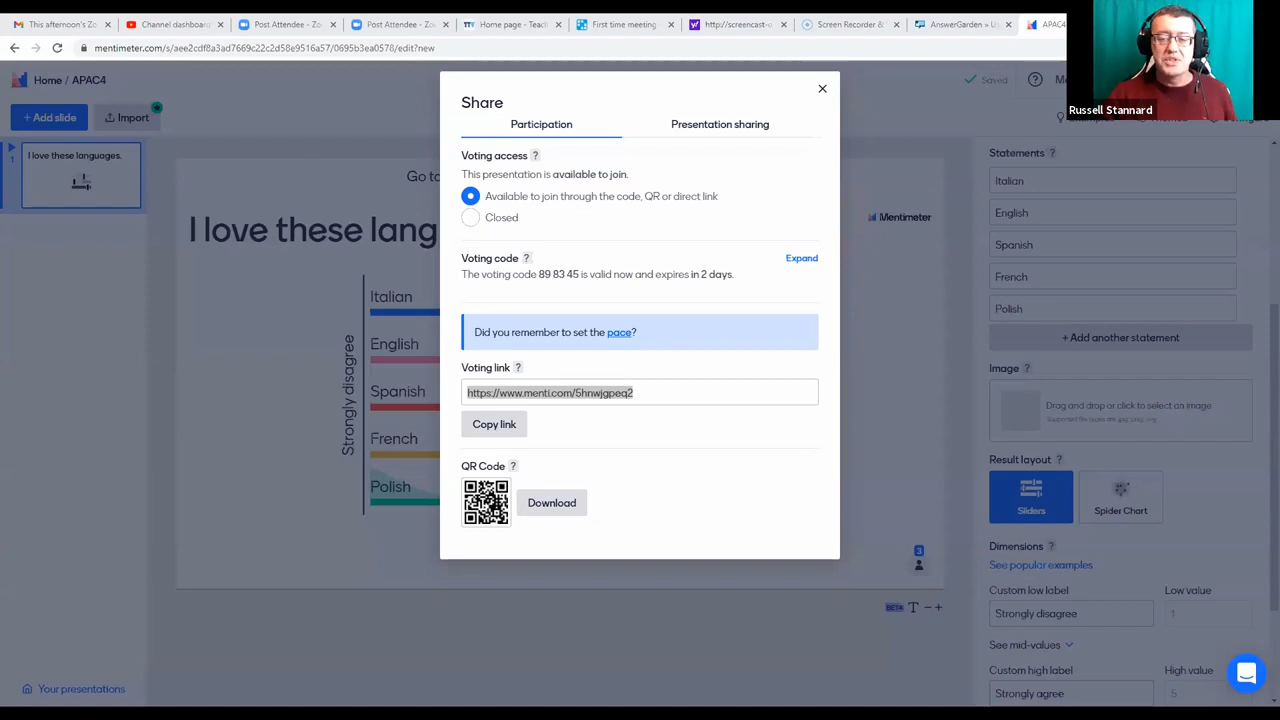 This afternoon's Zo
Channel dashboard
Post Attendee - Zo
Post Attendee - Zo
Home page - Teach
First time meeting
http://screencast-o
Screen Recorder &
AnswerGarden » Us
APAC4
mentimeter.com/s/aee2cdf8a3ad7669c22c2d58e9516a57/0695b3ea0578/edit?new
Russell Stannard
Home / APAC4
Saved
+ Add slide
Import
1
I love these languages.
Go to
I love these lang
Mentimeter
Strongly disagree
Italian
English
Spanish
French
Polish
3
BETA T − +
Your presentations
Share
Participation
Presentation sharing
Voting access ?
This presentation is available to join.
Available to join through the code, QR or direct link
Closed
Voting code ?
Expand
The voting code 89 83 45 is valid now and expires in 2 days.
Did you remember to set the pace?
Voting link ?
https://www.menti.com/5hnwjgpeq2
Copy link
QR Code ?
Download
Statements ?
Italian
English
Spanish
French
Polish
+ Add another statement
Image ?
Drag and drop or click to select an image
Result layout ?
Sliders
Spider Chart
Dimensions ?
See popular examples
Custom low label
Low value
Strongly disagree
1
See mid-values
Custom high label
High value
Strongly agree
5